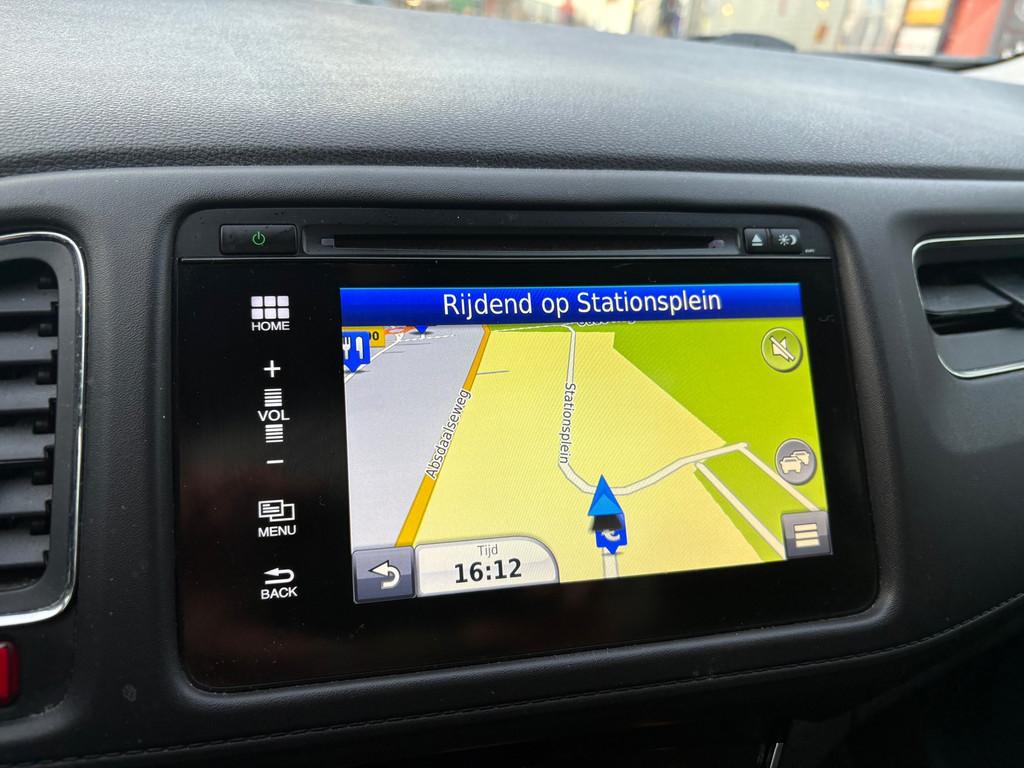 Rijdend op Stationsplein
HOME
+
VOL
-
MENU
BACK
Absdaalseweg
Stationsplein
Tijd
16:12